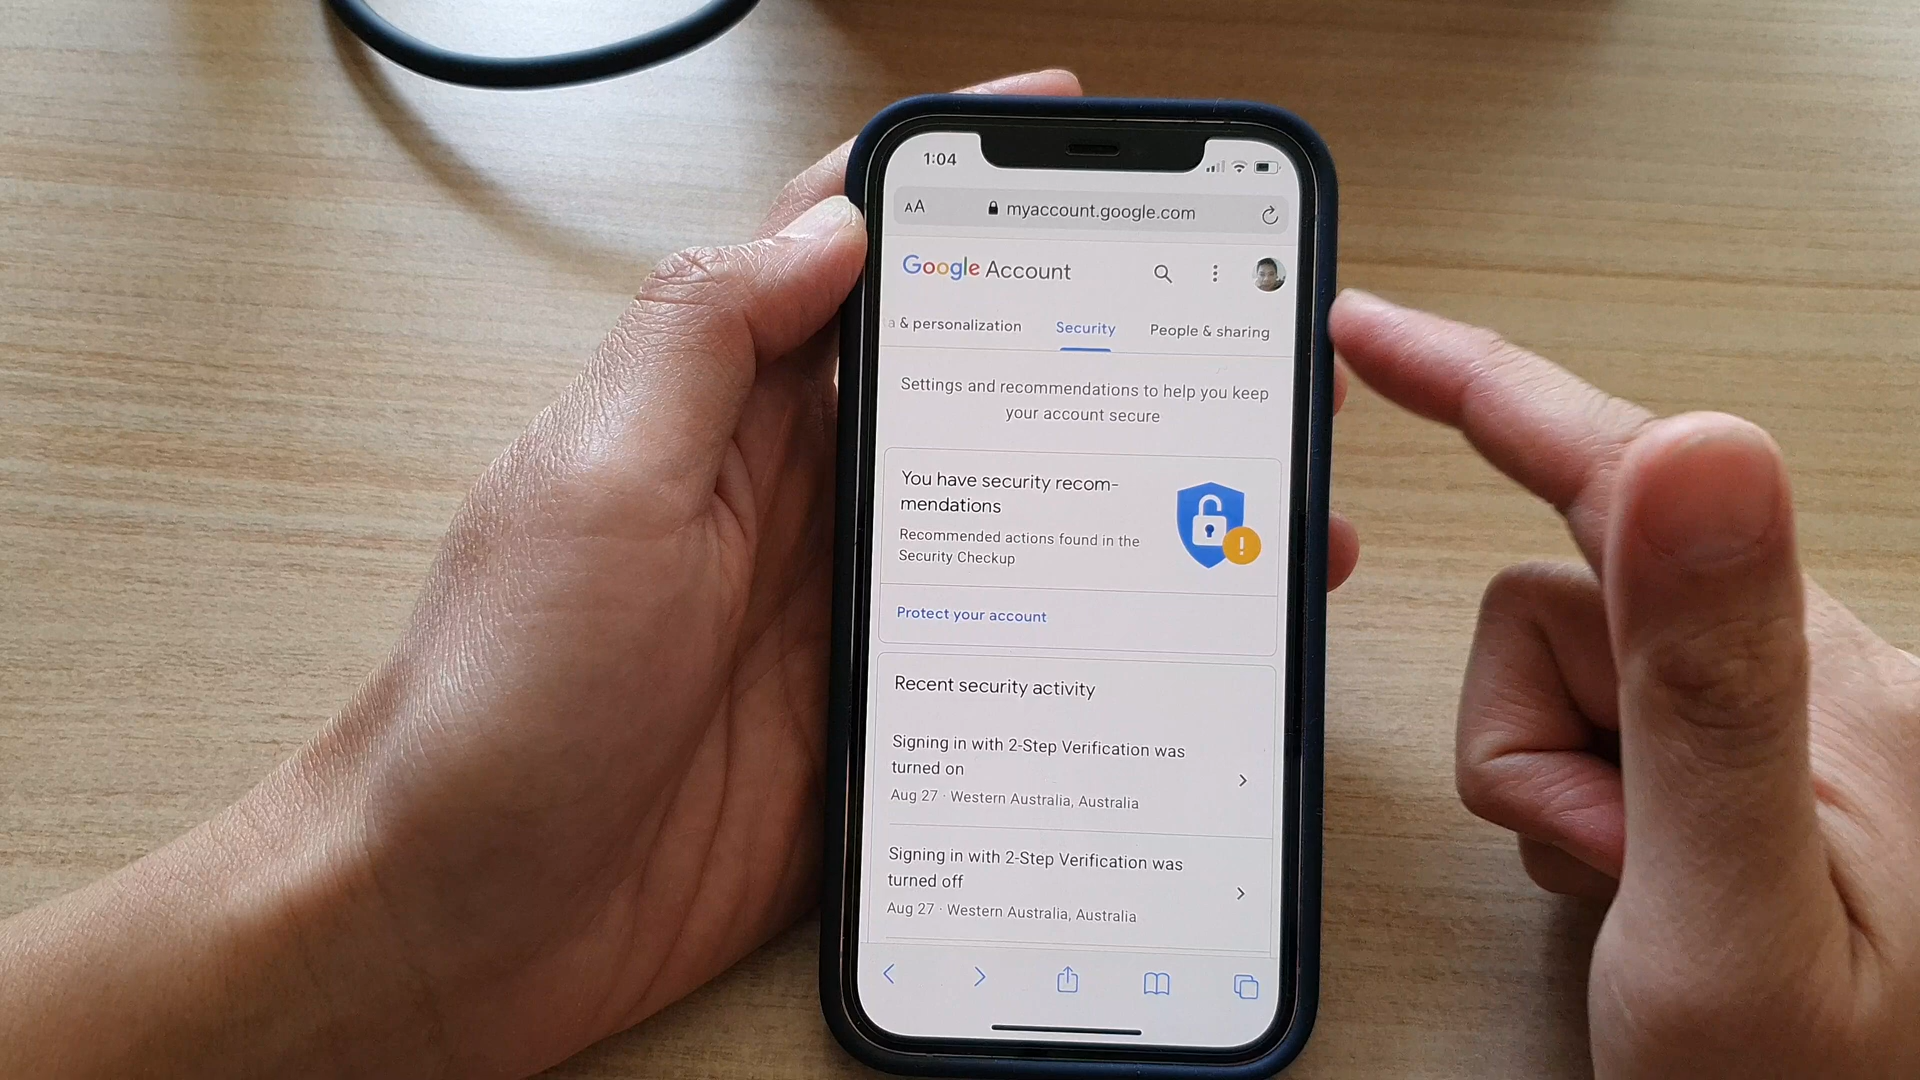 1:04
AA myaccount.google.com
Google Account
a & personalization Security People & sharing
Settings and recommendations to help you keep
your account secure
You have security recom-
mendations
Recommended actions found in the
Security Checkup
!
Protect your account
Recent security activity
Signing in with 2-Step Verification was
turned on
Aug 27 · Western Australia, Australia
Signing in with 2-Step Verification was
turned off
Aug 27 · Western Australia, Australia